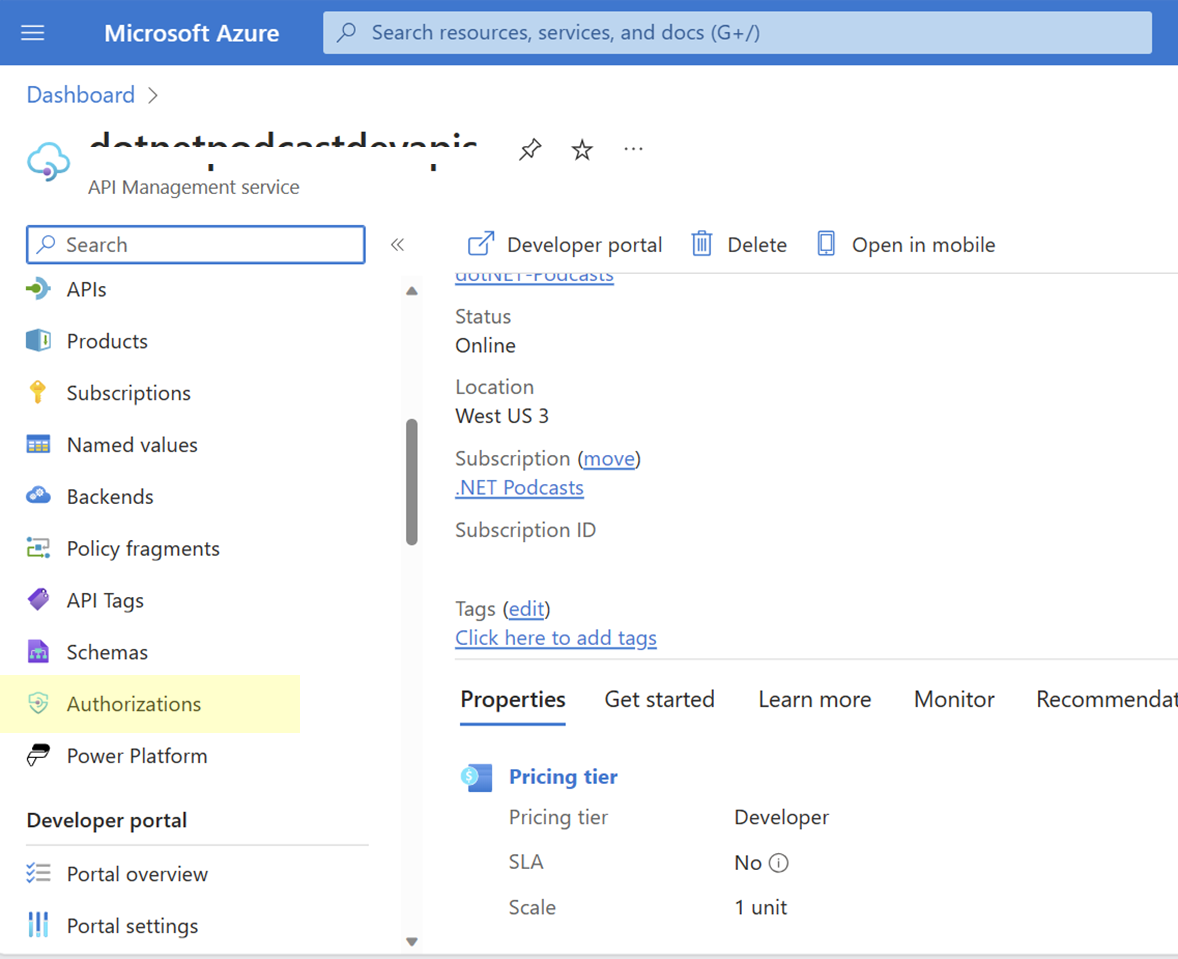 Microsoft Azure
Search resources, services, and docs (G+/)
Dashboard
dotnetpodcastdevapis
API Management service
Search
APIs
Products
Subscriptions
Named values
Backends
Policy fragments
API Tags
Schemas
Authorizations
Power Platform
Developer portal
Portal overview
Portal settings
Developer portal
Delete
Open in mobile
dotNET-Podcasts
Status
Online
Location
West US 3
Subscription (move)
.NET Podcasts
Subscription ID
Tags (edit)
Click here to add tags
Properties Get started Learn more Monitor Recommendat
Pricing tier
Pricing tier Developer
SLA No
Scale 1 unit